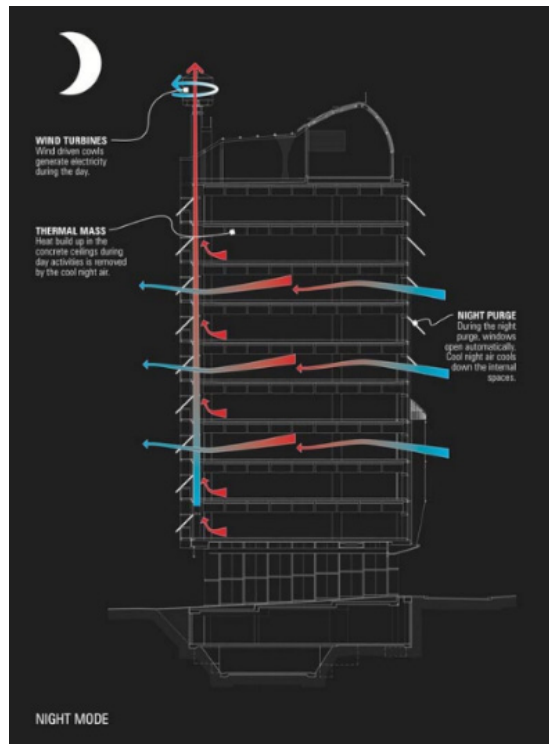 WIND TURBINES
Wind driven cowls
generate electricity
during the day.
THERMAL MASS
Heat build up in the
concrete ceilings during
day activities is removed
by the cool night air.
NIGHT PURGE
During the night
purge, windows
open automatically.
Cool night air cools
down the internal
spaces.
NIGHT MODE